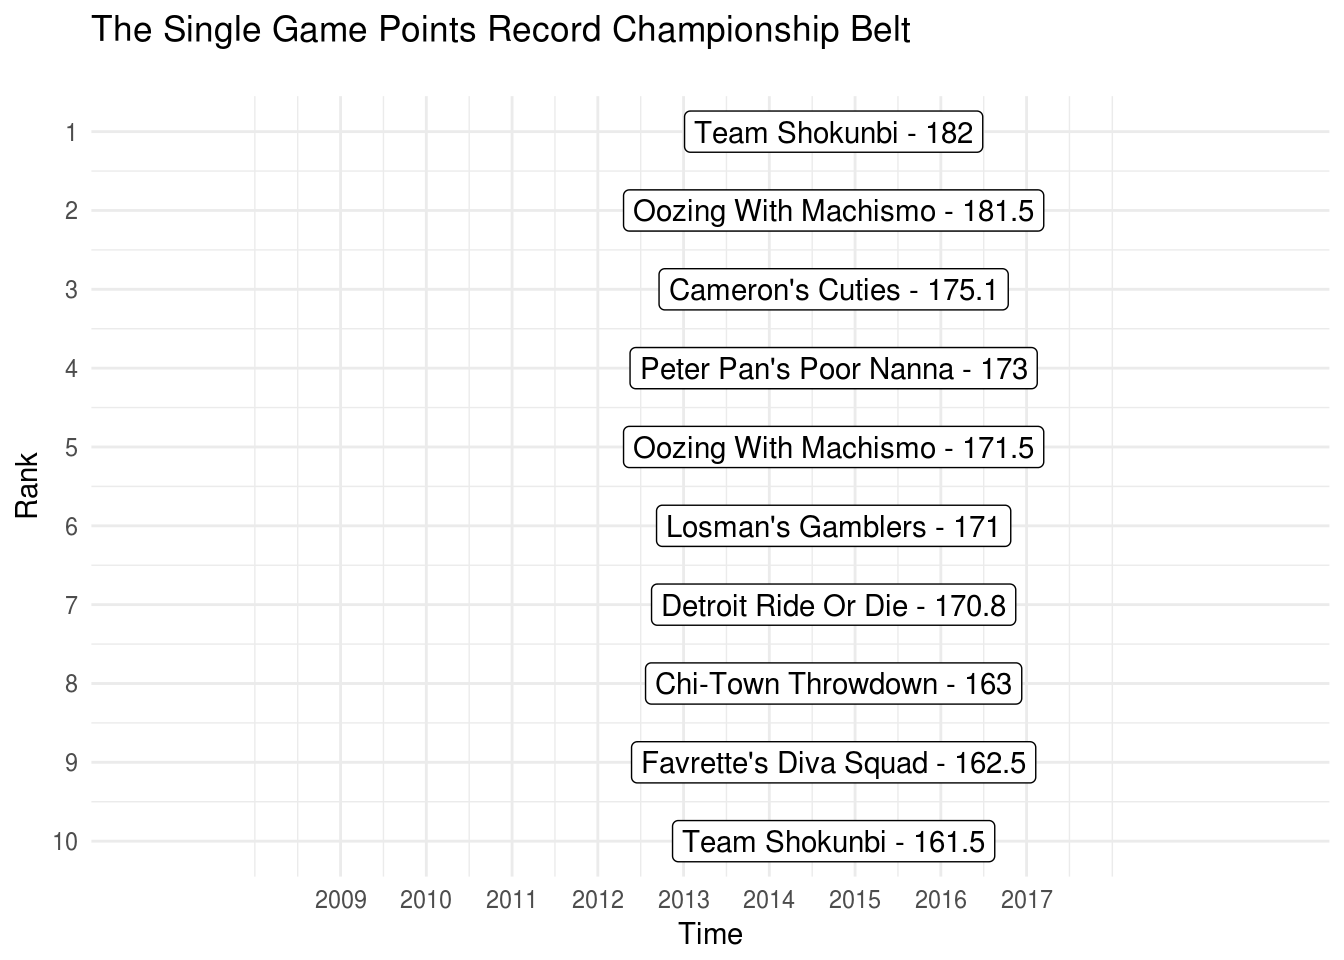 The Single Game Points Record Championship Belt
1
Team Shokunbi - 182
2
Oozing With Machismo - 181.5
3
Cameron's Cuties - 175.1
4
Peter Pan's Poor Nanna - 173
5
Oozing With Machismo - 171.5
Rank
6
Losman's Gamblers - 171
7
Detroit Ride Or Die - 170.8
8
Chi-Town Throwdown - 163
9
Favrette's Diva Squad - 162.5
10
Team Shokunbi - 161.5
2009 2010 2011 2012 2013 2014 2015 2016 2017
Time